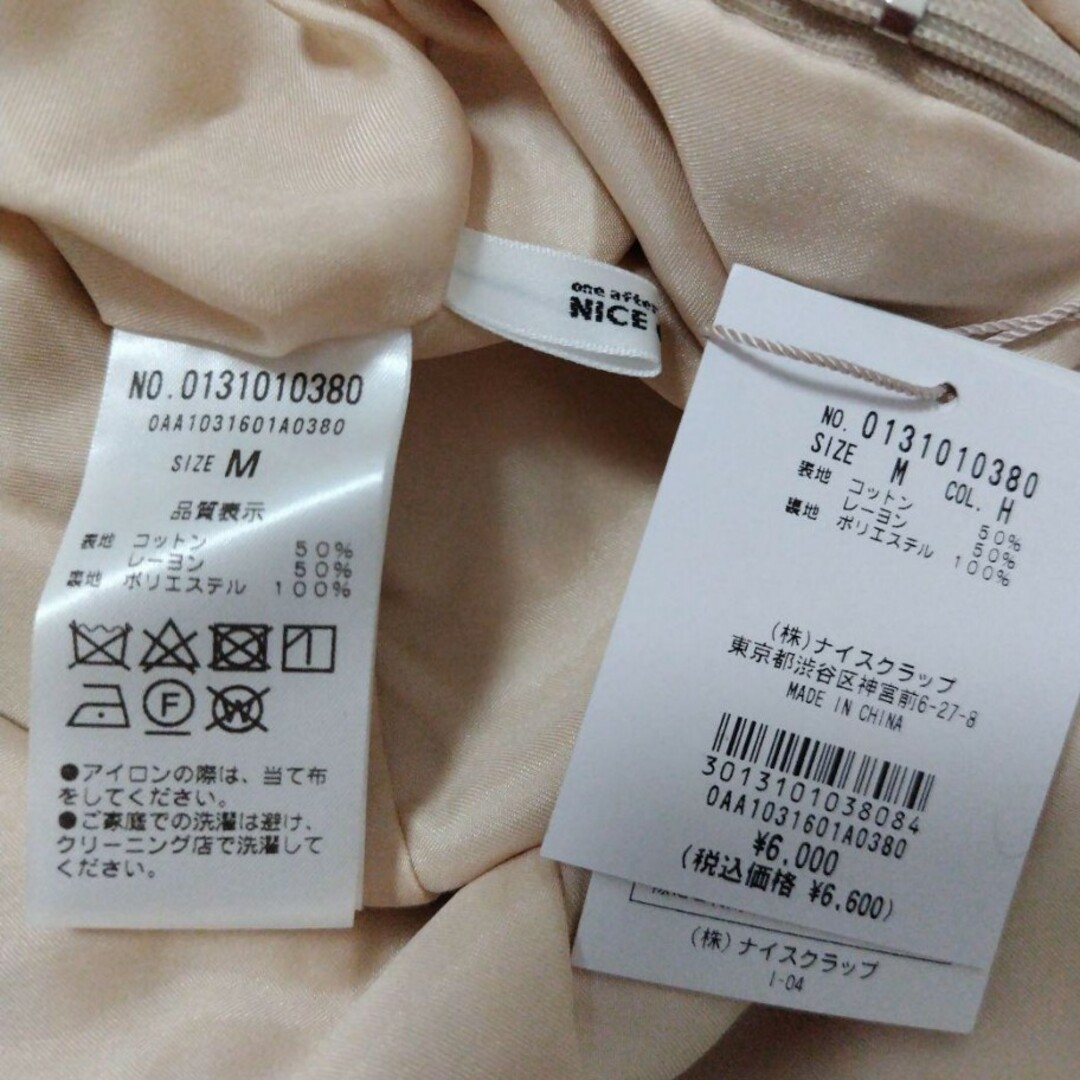 one after
NICE
NO.0131010380
0AA1031601A0380
SIZE M
品質表示
表地 コットン 50%
レーヨン 50%
裏地 ポリエステル 100%
F
W
●アイロンの際は、当て布
をしてください。
●ご家庭での洗濯は避け、
クリーニング店で洗濯して
ください。
NO. 0131010380
SIZE M COL. H
表地 コットン 50%
レーヨン 50%
裏地 ポリエステル 100%
(株)ナイスクラップ
東京都渋谷区神宮前6-27-8
MADE IN CHINA
3013101038084
0AA1031601A0380
¥6.000
(税込価格 ¥6.600)
(株)ナイスクラップ
I-04